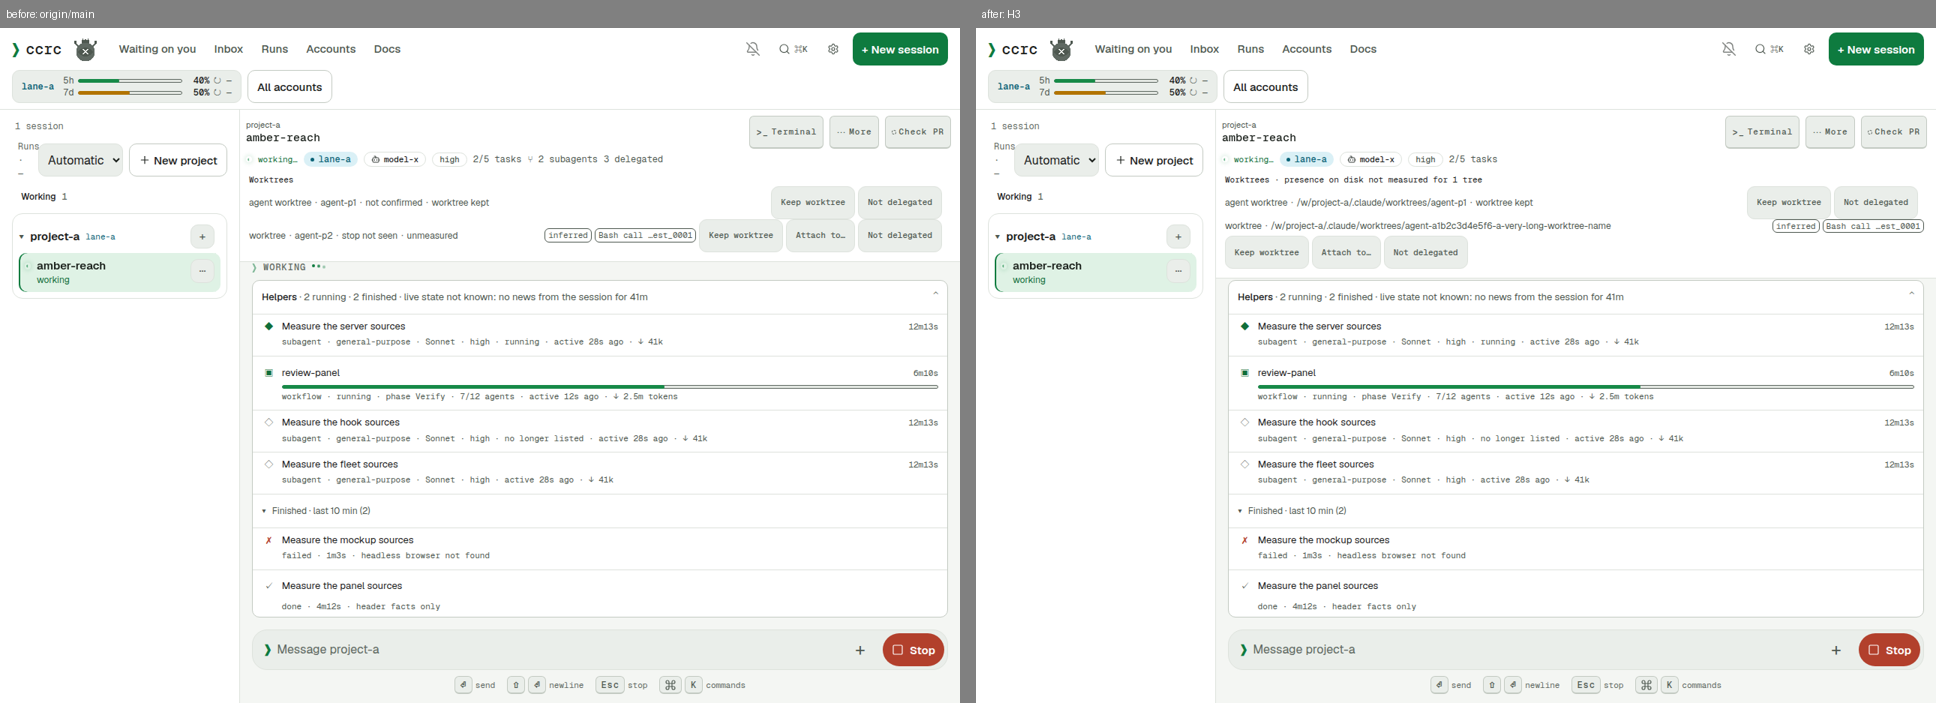 before: origin/main
ccrc Waiting on you Inbox Runs Accounts Docs ⌘K + New session
lane-a 5h 40% –
7d 50% –
All accounts
1 session
Runs · – Automatic + New project
Working 1
project-a lane-a +
amber-reach
working
project-a
amber-reach
>_ Terminal ··· More Check PR
working… lane-a model-x high 2/5 tasks 2 subagents 3 delegated
Worktrees
agent worktree · agent-p1 · not confirmed · worktree kept Keep worktree Not delegated
worktree · agent-p2 · stop not seen · unmeasured inferred Bash call …est_0001 Keep worktree Attach to… Not delegated
WORKING
Helpers · 2 running · 2 finished · live state not known: no news from the session for 41m
Measure the server sources 12m13s
subagent · general-purpose · Sonnet · high · running · active 28s ago · ↓ 41k
review-panel 6m10s
workflow · running · phase Verify · 7/12 agents · active 12s ago · ↓ 2.5m tokens
Measure the hook sources 12m13s
subagent · general-purpose · Sonnet · high · no longer listed · active 28s ago · ↓ 41k
Measure the fleet sources 12m13s
subagent · general-purpose · Sonnet · high · active 28s ago · ↓ 41k
Finished · last 10 min (2)
✗ Measure the mockup sources
failed · 1m3s · headless browser not found
✓ Measure the panel sources
done · 4m12s · header facts only
Message project-a + Stop
send ⇧ newline Esc stop ⌘ K commands
after: H3
ccrc Waiting on you Inbox Runs Accounts Docs ⌘K + New session
lane-a 5h 40% –
7d 50% –
All accounts
1 session
Runs · – Automatic + New project
Working 1
project-a lane-a +
amber-reach
working
project-a
amber-reach
>_ Terminal ··· More Check PR
working… lane-a model-x high 2/5 tasks
Worktrees · presence on disk not measured for 1 tree
agent worktree · /w/project-a/.claude/worktrees/agent-p1 · worktree kept Keep worktree Not delegated
worktree · /w/project-a/.claude/worktrees/agent-a1b2c3d4e5f6-a-very-long-worktree-name inferred Bash call …est_0001
Keep worktree Attach to… Not delegated
Helpers · 2 running · 2 finished · live state not known: no news from the session for 41m
Measure the server sources 12m13s
subagent · general-purpose · Sonnet · high · running · active 28s ago · ↓ 41k
review-panel 6m10s
workflow · running · phase Verify · 7/12 agents · active 12s ago · ↓ 2.5m tokens
Measure the hook sources 12m13s
subagent · general-purpose · Sonnet · high · no longer listed · active 28s ago · ↓ 41k
Measure the fleet sources 12m13s
subagent · general-purpose · Sonnet · high · active 28s ago · ↓ 41k
Finished · last 10 min (2)
✗ Measure the mockup sources
failed · 1m3s · headless browser not found
✓ Measure the panel sources
done · 4m12s · header facts only
Message project-a + Stop
send ⇧ newline Esc stop ⌘ K commands